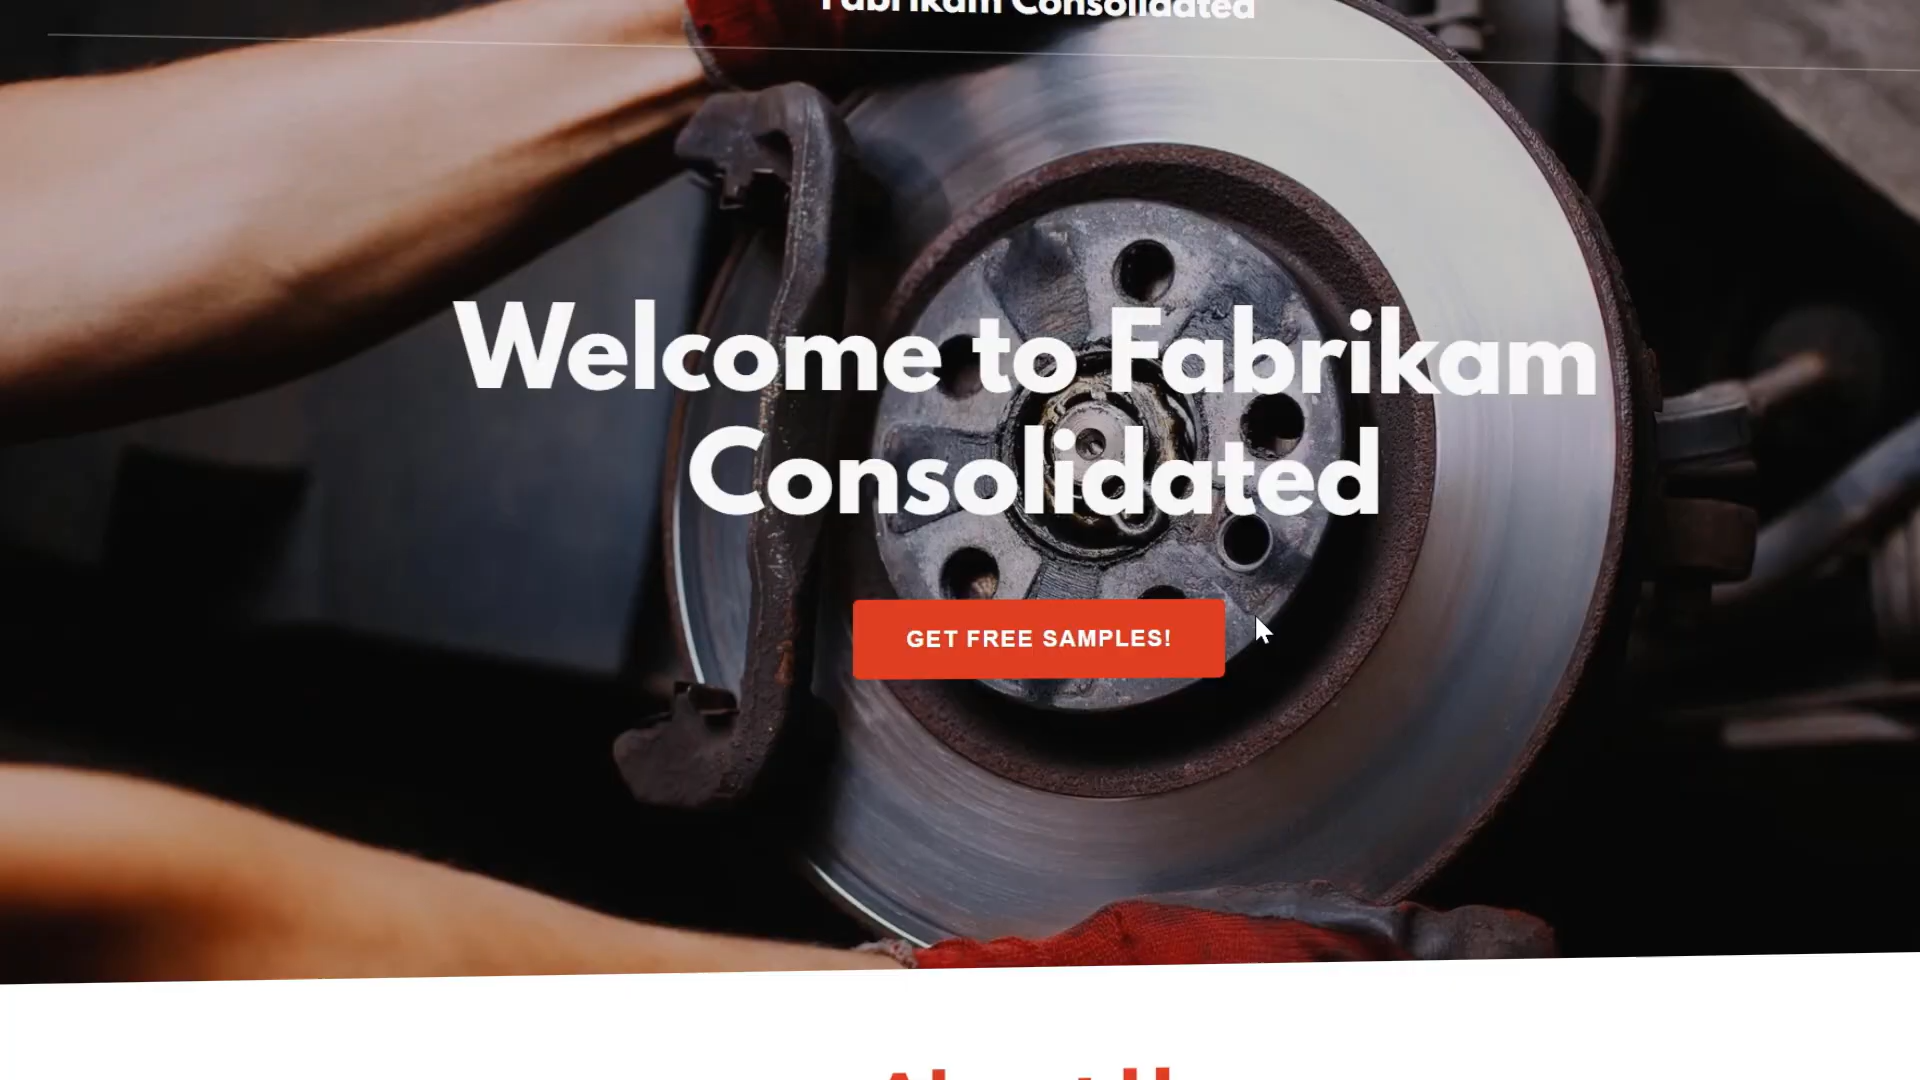 Fabrikam Consolidated
Welcome to Fabrikam
Consolidated
GET FREE SAMPLES!